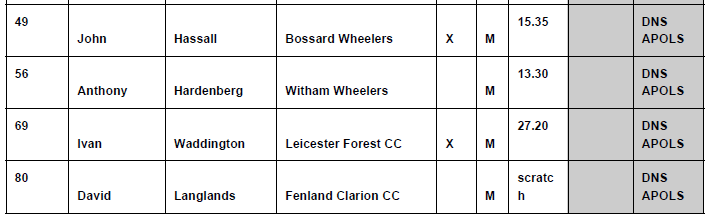 49 John Hassall Bossard Wheelers X M 15.35 DNS APOLS
56 Anthony Hardenberg Witham Wheelers M 13.30 DNS APOLS
69 Ivan Waddington Leicester Forest CC X M 27.20 DNS APOLS
80 David Langlands Fenland Clarion CC M scratc h DNS APOLS